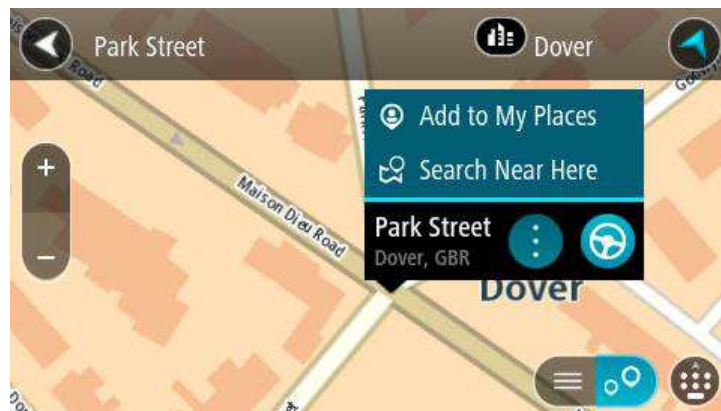 Park Street
Dover
Road
Add to My Places
Search Near Here
Maison Dieu Road
Park Street
Dover, GBR
Dover